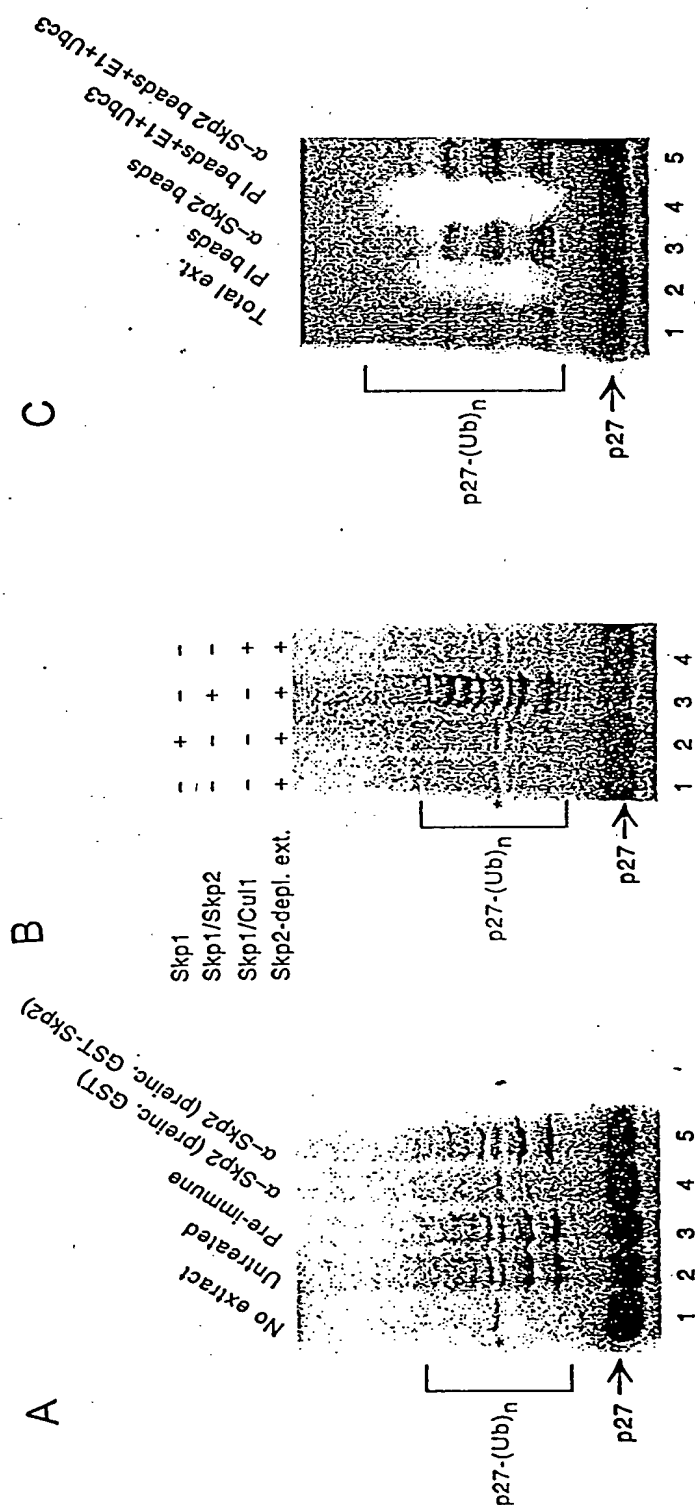 A
No extract
Untreated
Pre-immune
α-Skp2 (preinc. GST)
α-Skp2 (preinc. GST-Skp2)
p27-(Ub)n
*
p27
1 2 3 4 5
B
Skp1 - + - -
Skp1/Skp2 - - + -
Skp1/Cul1 - - - +
Skp2-depl. ext. + + + +
p27-(Ub)n
*
p27
1 2 3 4
C
Total ext.
PI beads
α-Skp2 beads
PI beads+E1+Ubc3
α-Skp2 beads+E1+Ubc3
p27-(Ub)n
p27
1 2 3 4 5